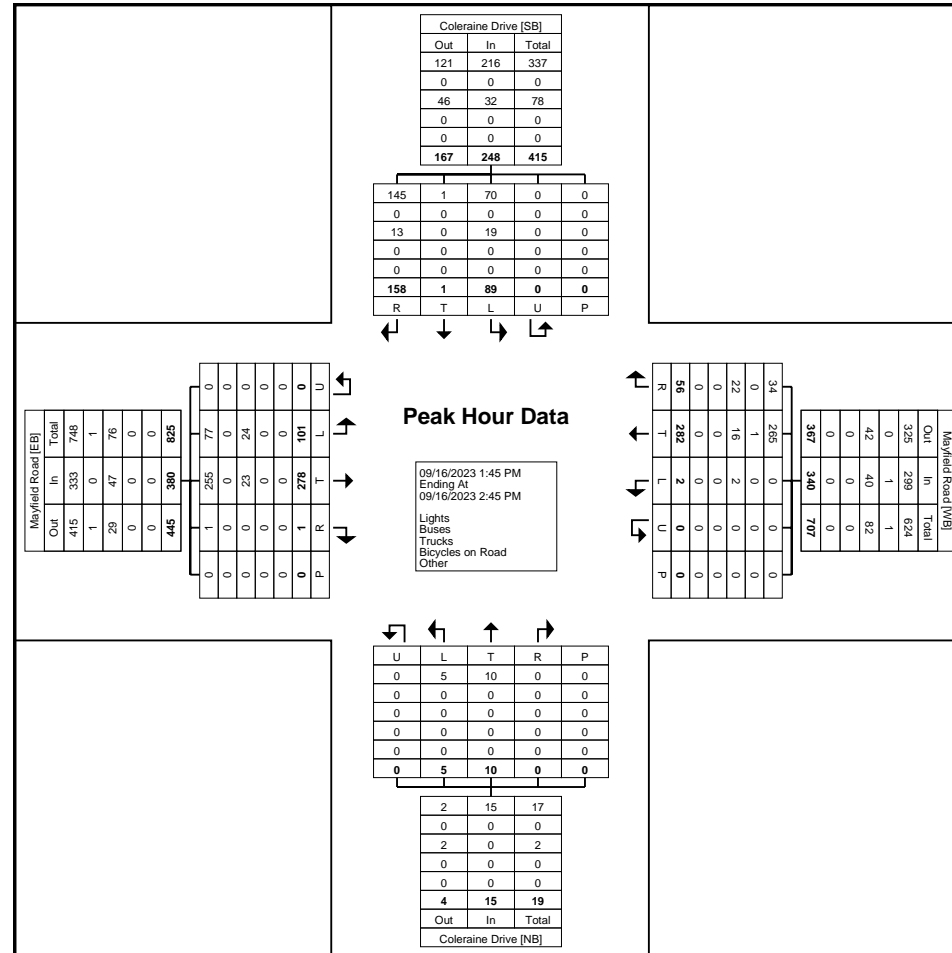 Coleraine Drive [SB]
Out In Total
121 216 337
0 0 0
46 32 78
0 0 0
0 0 0
167 248 415
145 1 70 0 0
0 0 0 0 0
13 0 19 0 0
0 0 0 0 0
0 0 0 0 0
158 1 89 0 0
R T L U P
Mayfield Road [EB]
Out In Total
415 333 748
1 0 1
29 47 76
0 0 0
0 0 0
445 380 825
0 77 255 1 0
0 0 0 0 0
0 24 23 0 0
0 0 0 0 0
0 0 0 0 0
0 101 278 1 0
U L T R P
Peak Hour Data
09/16/2023 1:45 PM
Ending At
09/16/2023 2:45 PM
Lights
Buses
Trucks
Bicycles on Road
Other
Mayfield Road [WB]
Out In Total
325 299 624
0 1 1
42 40 82
0 0 0
0 0 0
367 340 707
34 265 0 0 0
0 1 0 0 0
22 16 2 0 0
0 0 0 0 0
0 0 0 0 0
56 282 2 0 0
R T L U P
U L T R P
0 5 10 0 0
0 0 0 0 0
0 0 0 0 0
0 0 0 0 0
0 0 0 0 0
0 5 10 0 0
2 15 17
0 0 0
2 0 2
0 0 0
0 0 0
4 15 19
Out In Total
Coleraine Drive [NB]